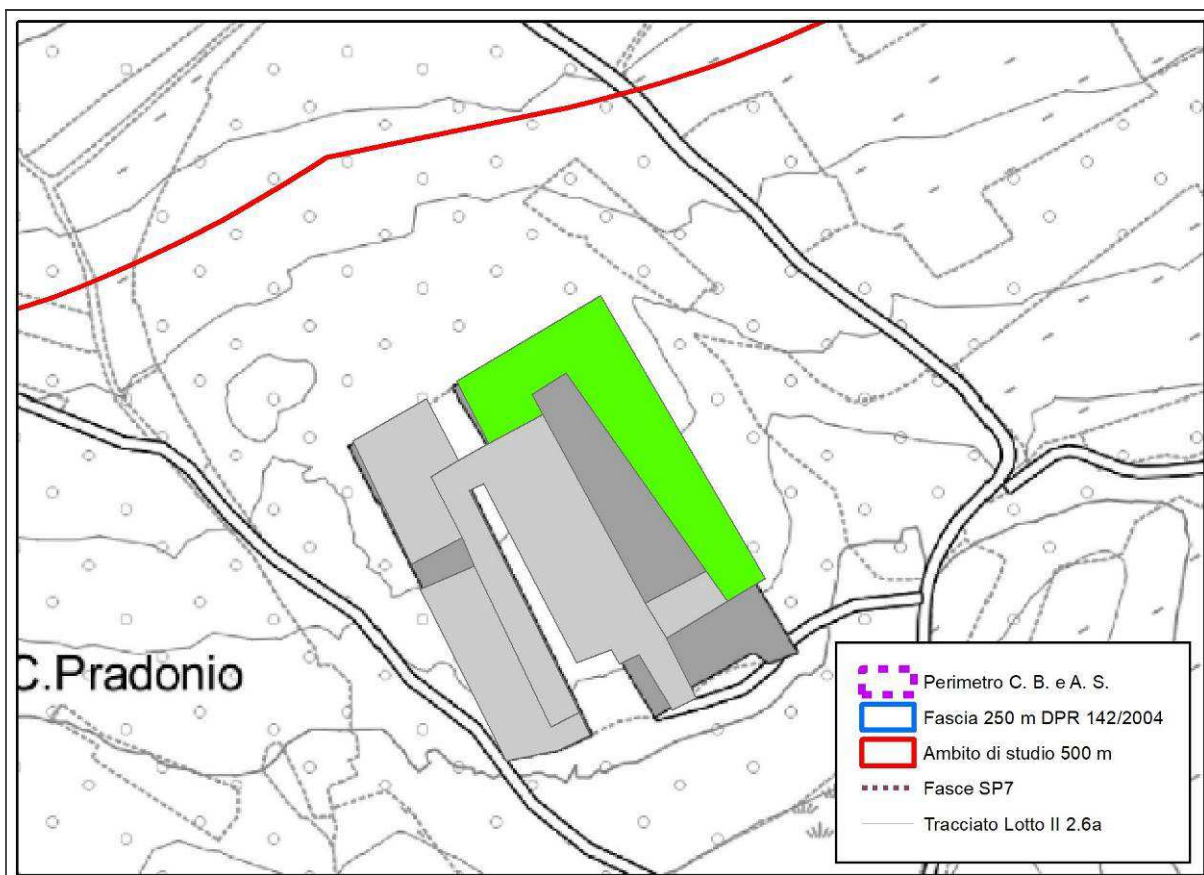 C.Pradonio
Perimetro C. B. e A. S.
Fascia 250 m DPR 142/2004
Ambito di studio 500 m
Fasce SP7
Tracciato Lotto II 2.6a